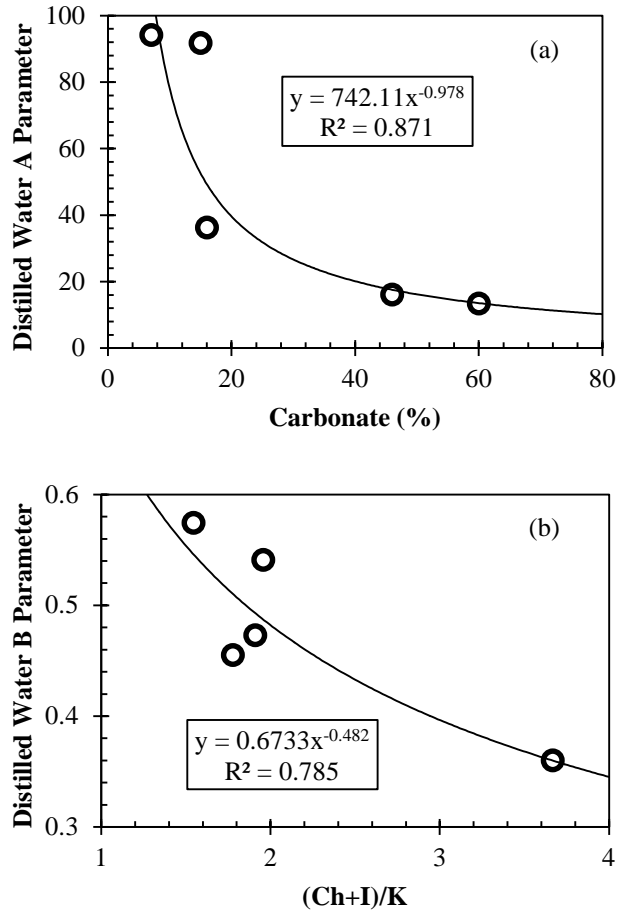 100
(a)
80
y = 742.11x^-0.978
R² = 0.871
60
40
20
0
0 20 40 60 80
Distilled Water A Parameter
Carbonate (%)
0.6
(b)
0.5
0.4
y = 0.6733x^-0.482
R² = 0.785
0.3
1 2 3 4
Distilled Water B Parameter
(Ch+I)/K